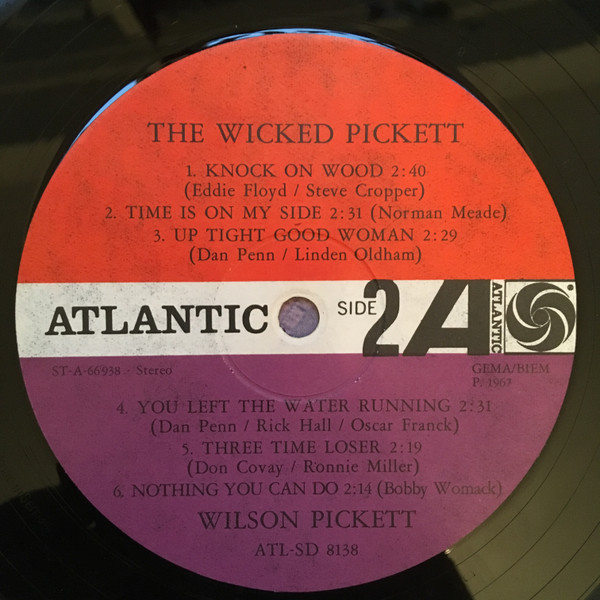 THE WICKED PICKETT
1. KNOCK ON WOOD 2:40
(Eddie Floyd / Steve Cropper)
2. TIME IS ON MY SIDE 2:31 (Norman Meade)
3. UP TIGHT GOOD WOMAN 2:29
(Dan Penn / Linden Oldham)
ATLANTIC SIDE 2 A ATLANTIC
ST-A-66938 - Stereo
GEMA/BIEM
P/1967
4. YOU LEFT THE WATER RUNNING 2:31
(Dan Penn / Rick Hall / Oscar Franck)
5. THREE TIME LOSER 2:19
(Don Covay / Ronnie Miller)
6. NOTHING YOU CAN DO 2:14 (Bobby Womack)
WILSON PICKETT
ATL-SD 8138